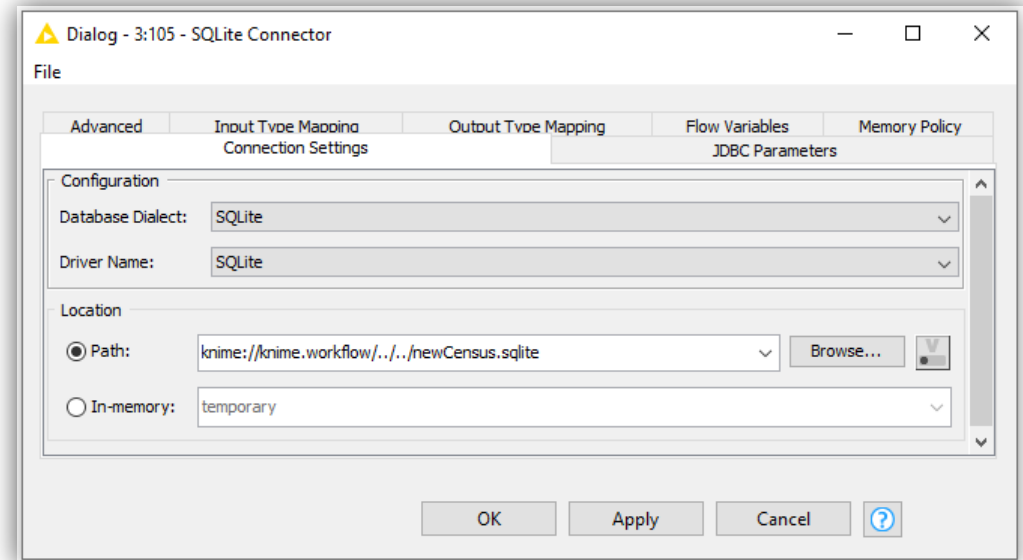 Dialog - 3:105 - SQLite Connector
File
Advanced Input Type Mapping Output Type Mapping Flow Variables Memory Policy
Connection Settings JDBC Parameters
Configuration
Database Dialect: SQLite
Driver Name: SQLite
Location
Path: knime://knime.workflow/../../newCensus.sqlite Browse... V
In-memory: temporary
OK Apply Cancel ?